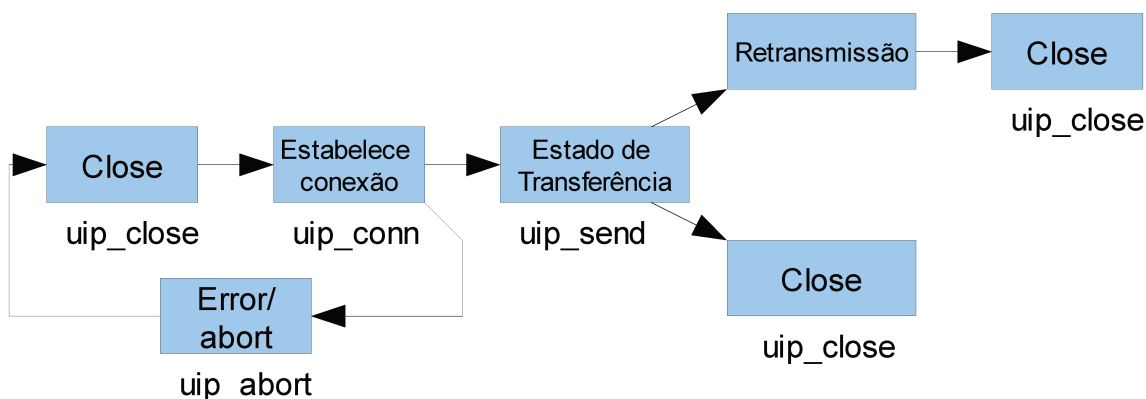 Retransmissão
Close
uip_close
Close
uip_close
Estabelece
conexão
uip_conn
Estado de
Transferência
uip_send
Close
uip_close
Error/
abort
uip_abort